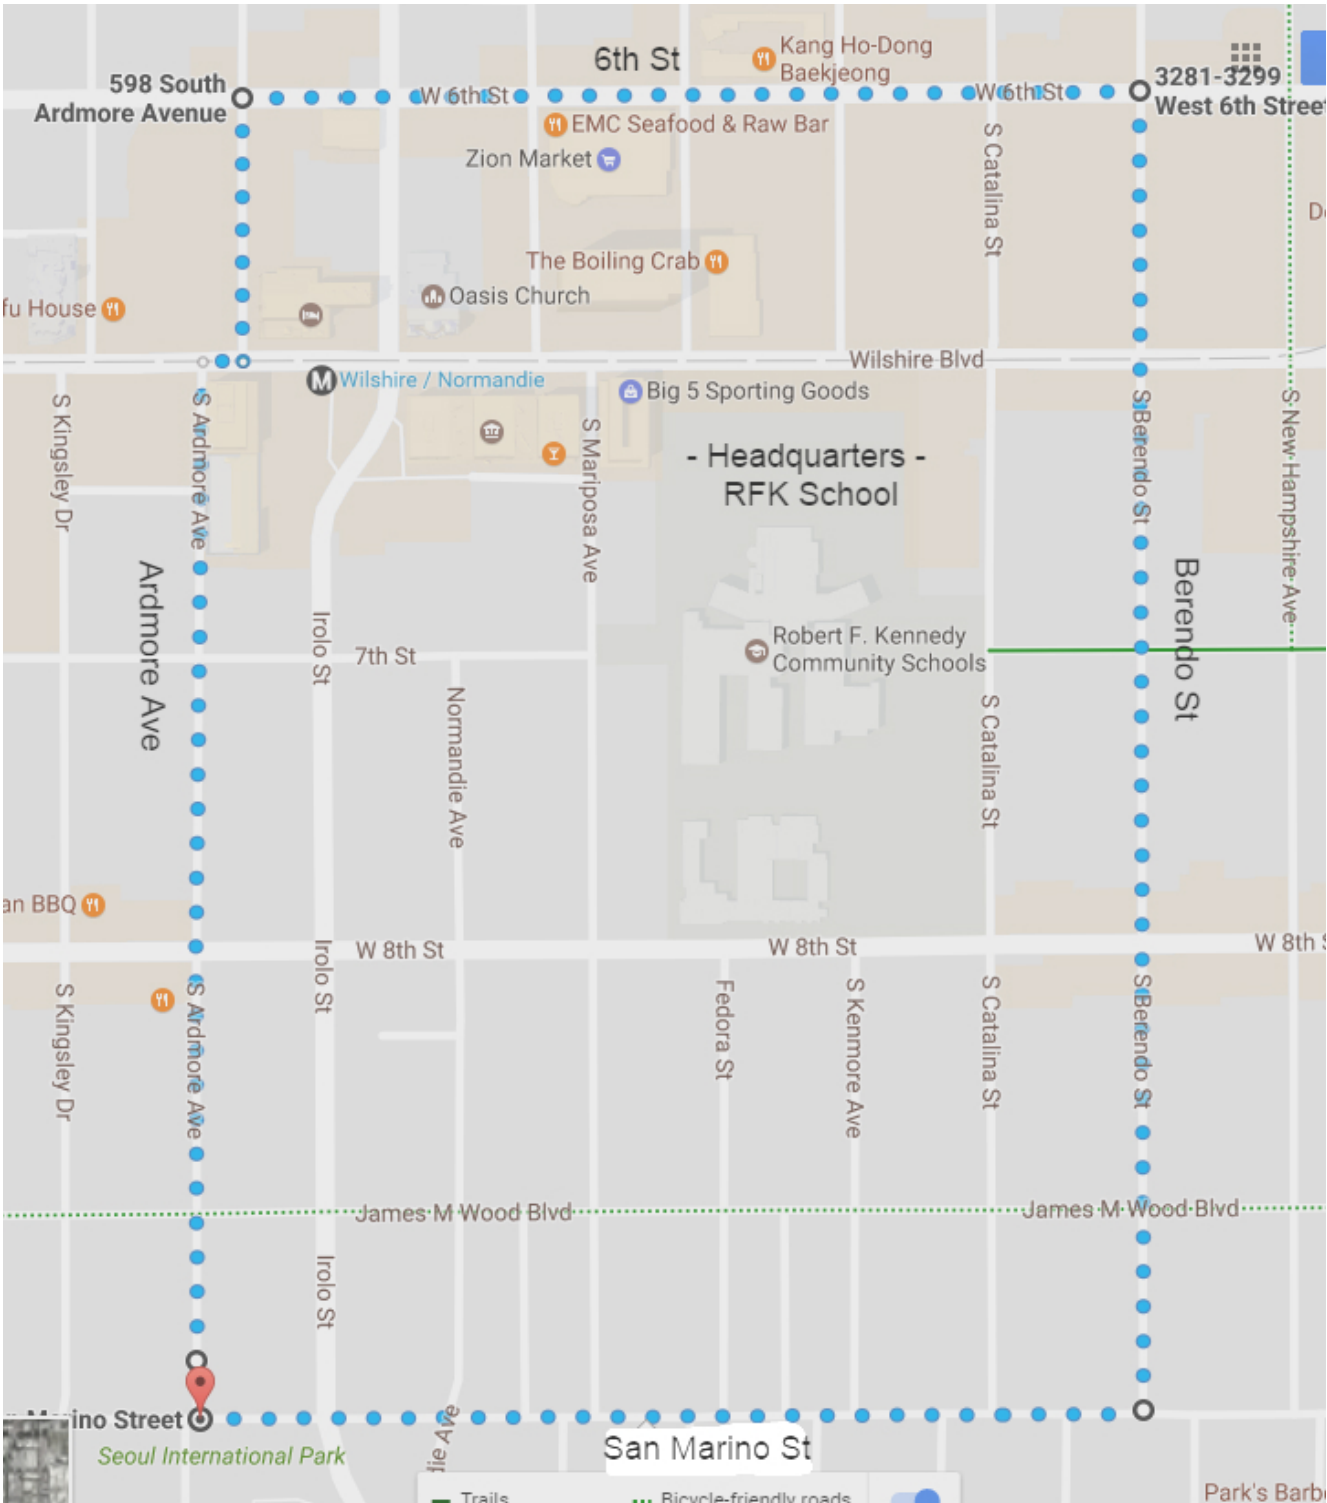 6th St
Kang Ho-Dong
Baekjeong
598 South
Ardmore Avenue
W 6th St
W 6th St
3281-3299
West 6th Street
EMC Seafood & Raw Bar
Zion Market
S Catalina St
The Boiling Crab
Oasis Church
fu House
Wilshire Blvd
M
Wilshire / Normandie
Big 5 Sporting Goods
S Kingsley Dr
S Ardmore Ave
S Mariposa Ave
S Berendo St
S New Hampshire Ave
- Headquarters -
RFK School
Ardmore Ave
Berendo St
Irolo St
7th St
Robert F. Kennedy
Community Schools
Normandie Ave
S Catalina St
an BBQ
W 8th St
W 8th St
W 8th S
Irolo St
S Kingsley Dr
S Ardmore Ave
Fedora St
S Kenmore Ave
S Catalina St
S Berendo St
James M Wood Blvd
James M Wood Blvd
Irolo St
ino Street
San Marino St
Seoul International Park
Trails
Bicycle-friendly roads
Park's Barb